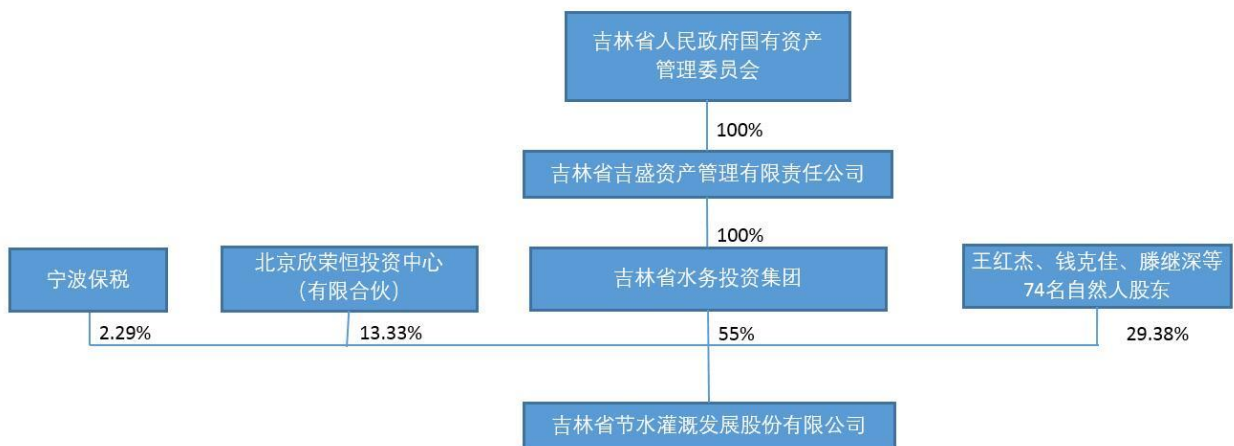 吉林省人民政府国有资产
管理委员会
100%
吉林省吉盛资产管理有限责任公司
100%
宁波保税
北京欣荣恒投资中心
（有限合伙）
吉林省水务投资集团
王红杰、钱克佳、滕继深等
74名自然人股东
2.29%
13.33%
55%
29.38%
吉林省节水灌溉发展股份有限公司